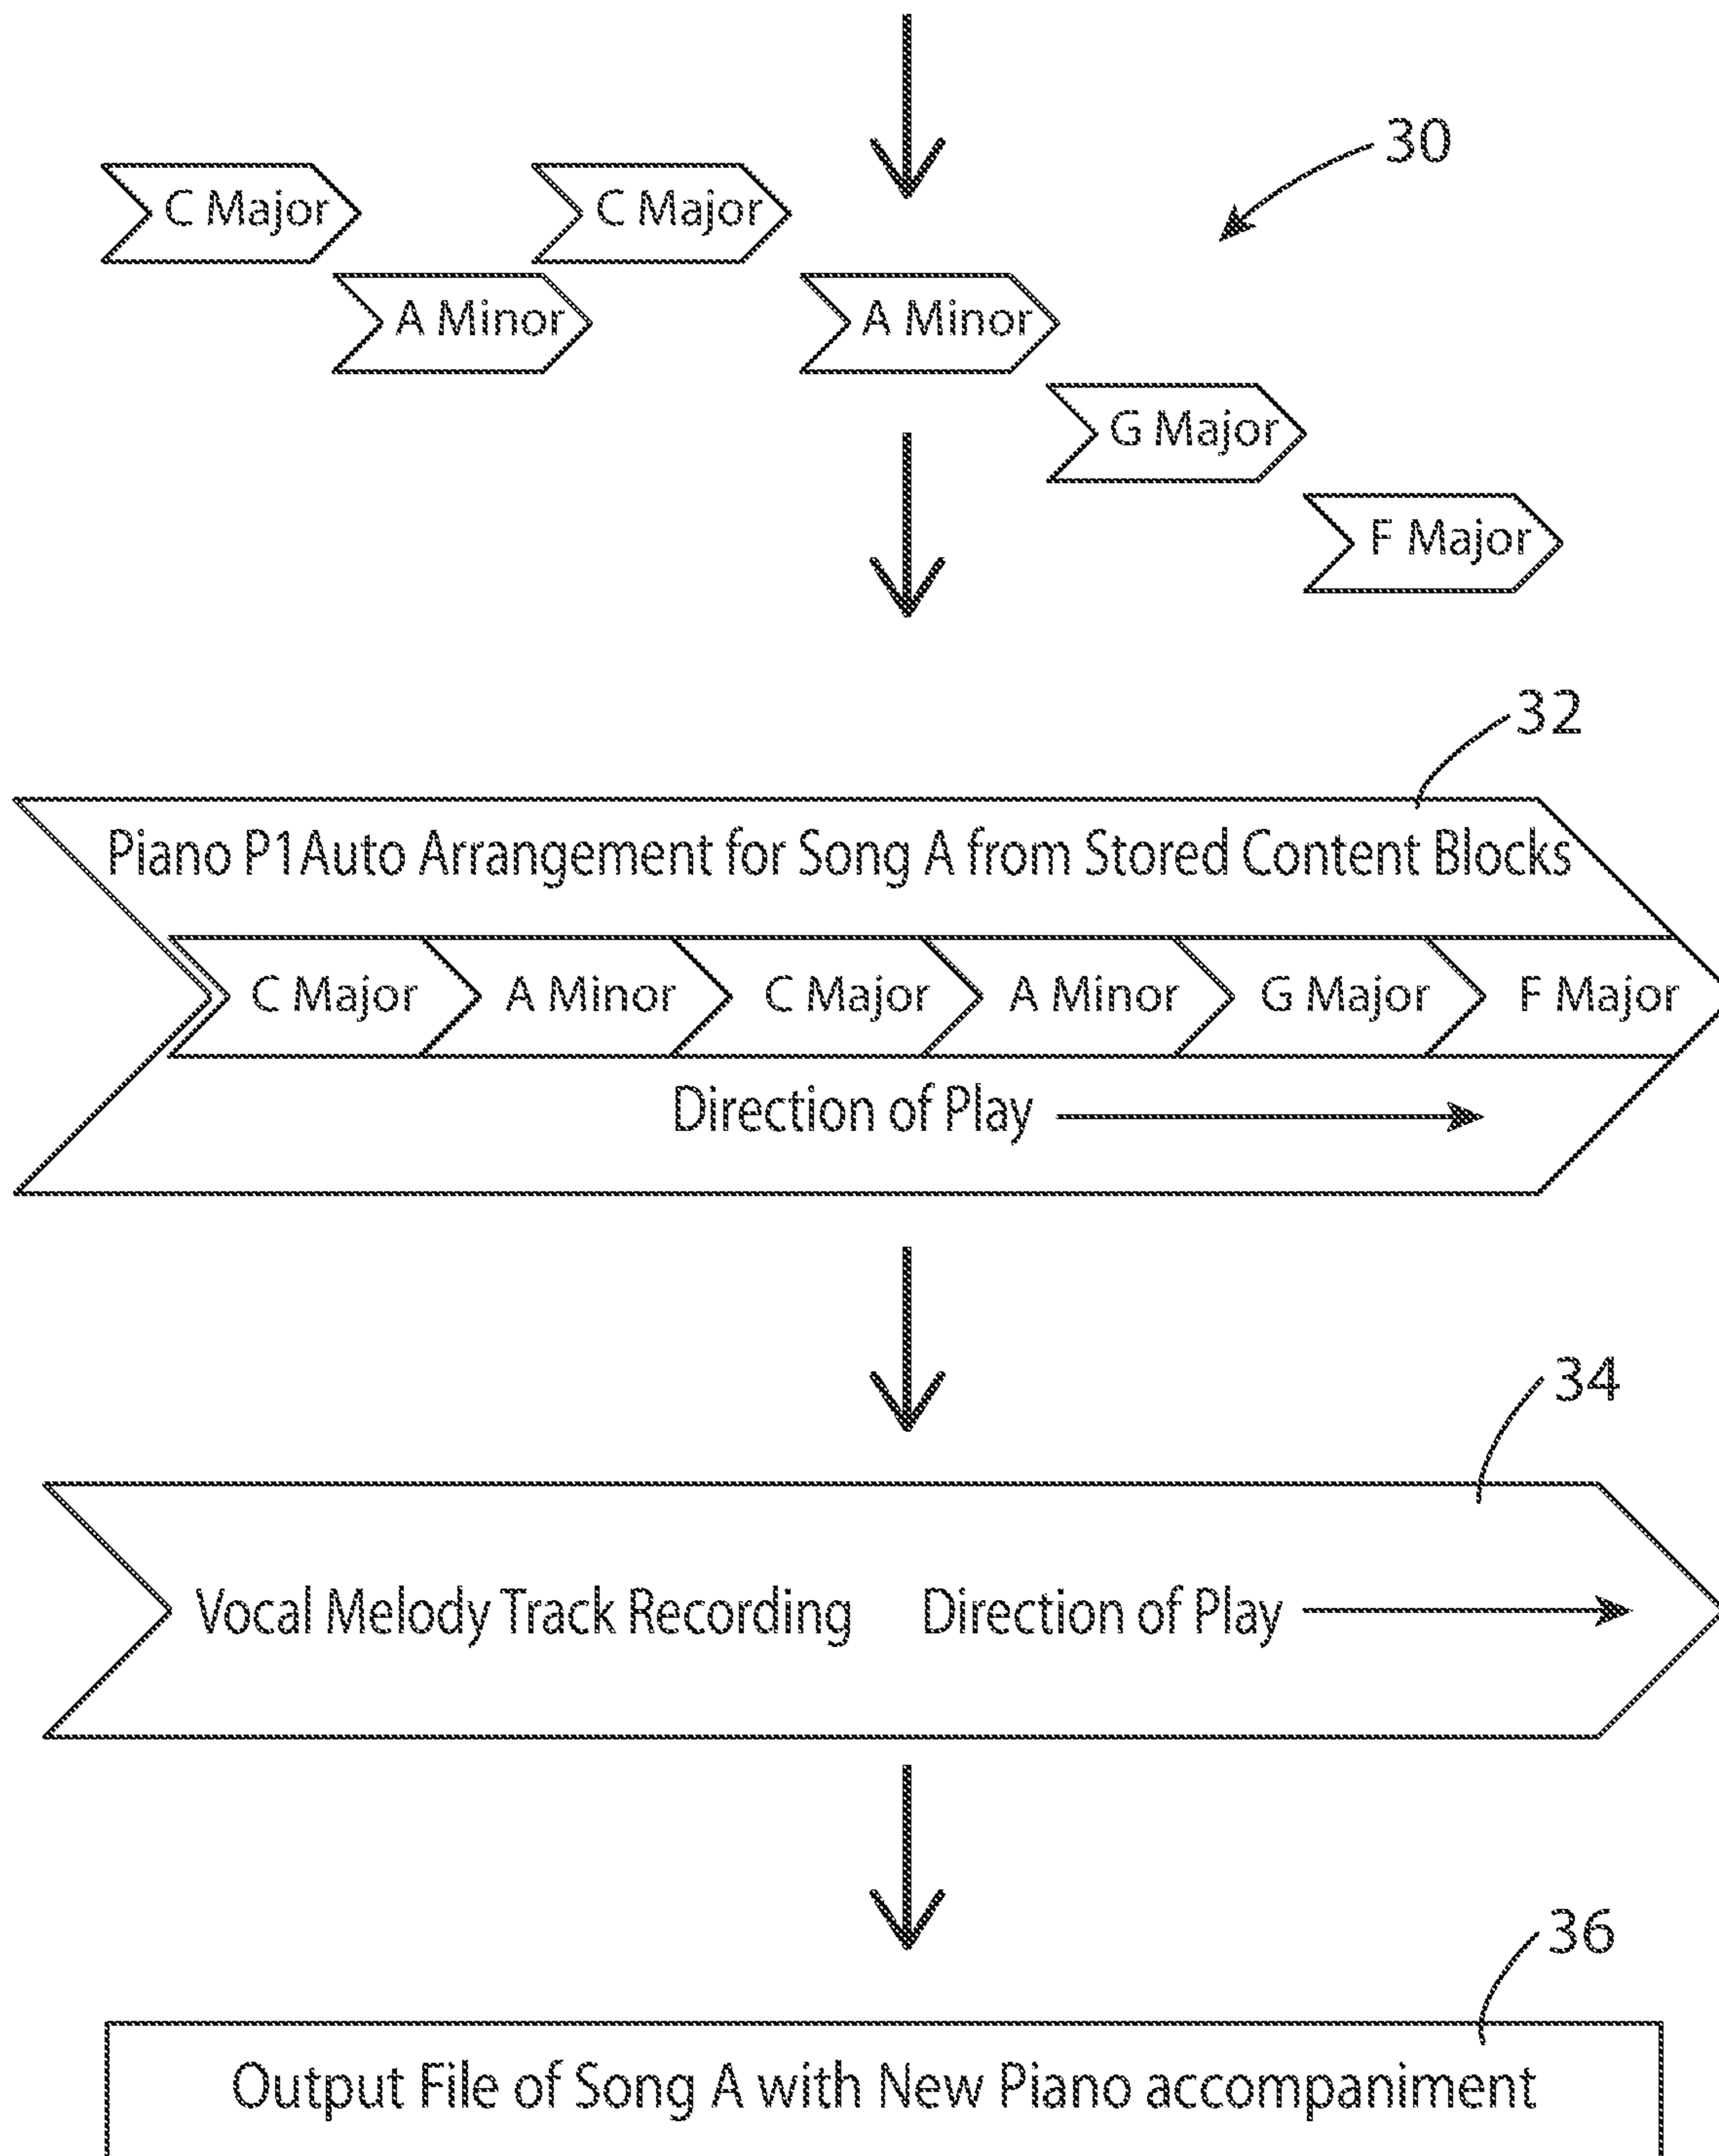 30
C Major
C Major
A Minor
A Minor
G Major
F Major
32
Piano P1 Auto Arrangement for Song A from Stored Content Blocks
C Major A Minor C Major A Minor G Major F Major
Direction of Play
34
Vocal Melody Track Recording Direction of Play
36
Output File of Song A with New Piano accompaniment